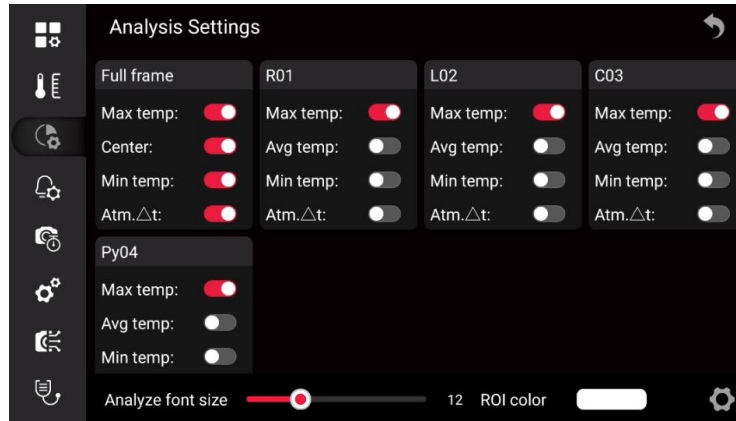 Analysis Settings
Full frame
Max temp:
Center:
Min temp:
Atm.△t:
R01
Max temp:
Avg temp:
Min temp:
Atm.△t:
L02
Max temp:
Avg temp:
Min temp:
Atm.△t:
C03
Max temp:
Avg temp:
Min temp:
Atm.△t:
Py04
Max temp:
Avg temp:
Min temp:
Analyze font size 12 ROI color